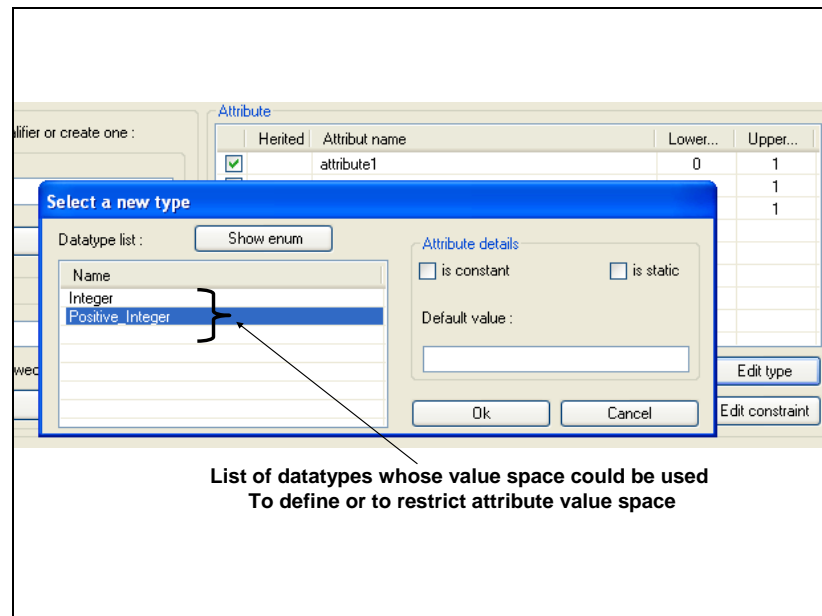 Attribute
lifier or create one :
Herited Attribut name Lower... Upper...
attribute1 0 1
1
1
Select a new type
Datatype list : Show enum
Attribute details
Name
is constant is static
Integer
Positive_Integer
Default value :
Edit type
Ok Cancel
Edit constraint
List of datatypes whose value space could be used
To define or to restrict attribute value space